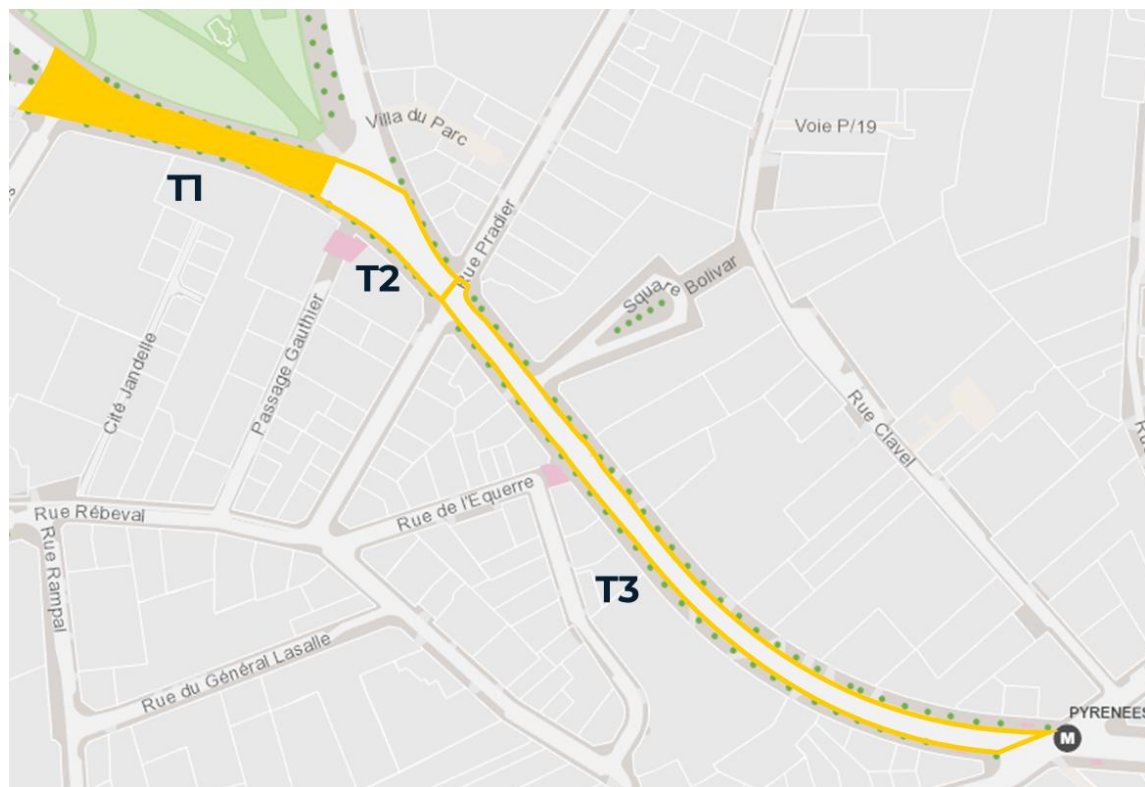 Villa du Parc
Voie P/19
T1
Rue Pradier
T2
Square Bolivar
Passage Gauthier
Cité Jandelle
Rue Clavel
Rue de l'Equerre
Rue Rébeval
Rue Rampal
T3
Rue du Général Lasalle
PYRENEES
M